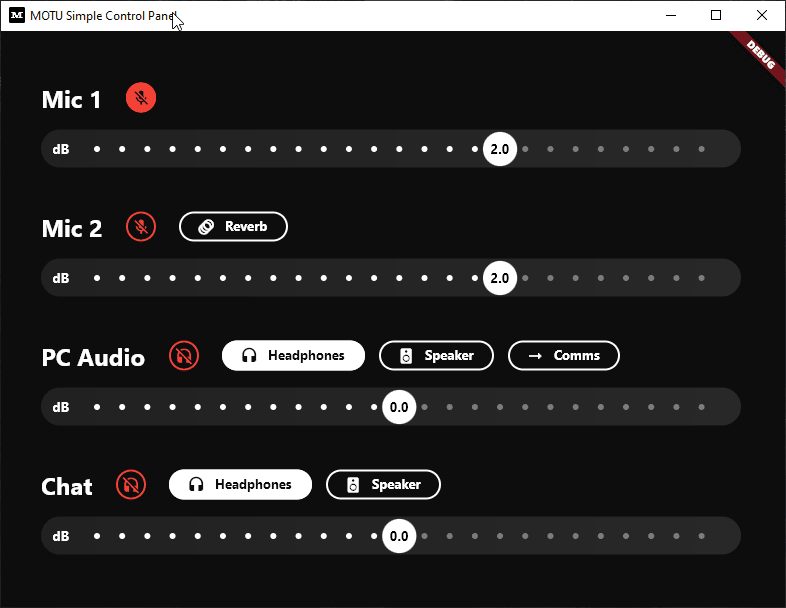 M MOTU Simple Control Panel
DEBUG
Mic 1
dB 2.0
Mic 2 Reverb
dB 2.0
PC Audio Headphones Speaker Comms
dB 0.0
Chat Headphones Speaker
dB 0.0